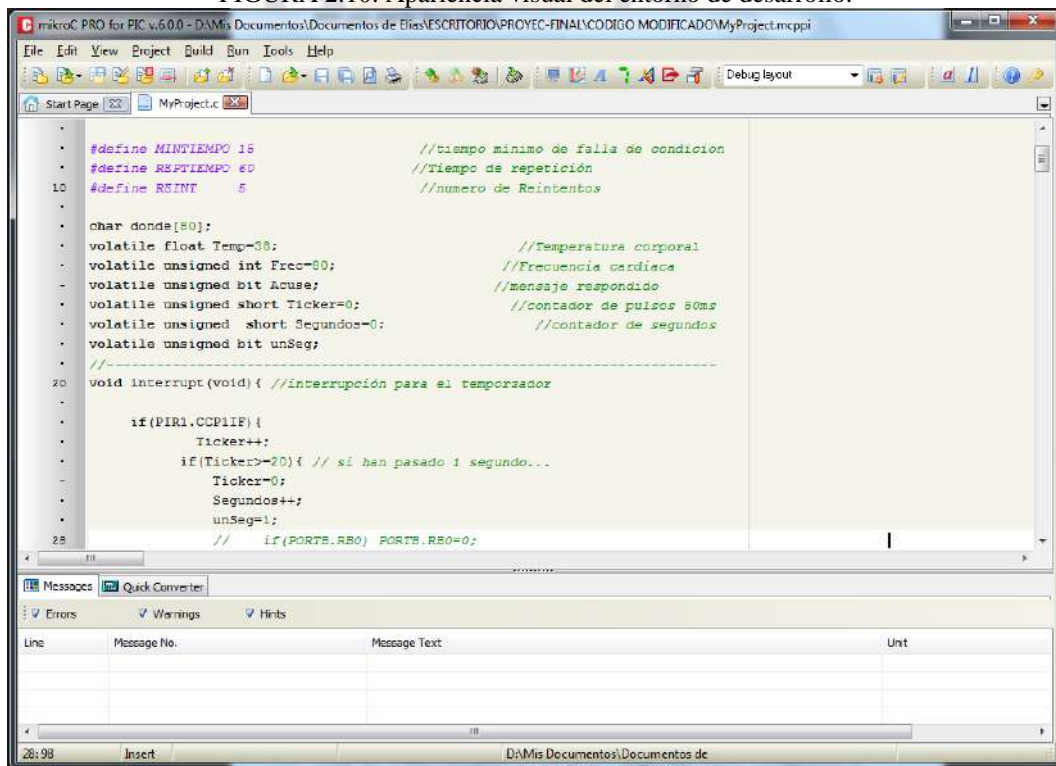 FIGURA 2.16. Apariencia visual del entorno de desarrollo.
mikroC PRO for PIC v.6.0.0 - D:\Mis Documentos\Documentos de Elias\ESCRITORIO\PROYEC-FINAL\CODIGO MODIFICADO\MyProject.mcppi
File Edit View Project Build Run Tools Help
Debug layout
Start Page MyProject.c
#define MINTIEMPO 15 //tiempo minimo de falla de condicion
#define REPTIEMPO 60 //Tiempo de repetición
10 #define REINT 5 //numero de Reintentos
char donde[80];
volatile float Temp=38; //Temperatura corporal
volatile unsigned int Frec=80; //Frecuencia cardiaca
volatile unsigned bit Acuse; //mensaje respondido
volatile unsigned short Ticker=0; //contador de pulsos 50ms
volatile unsigned short Segundos=0; //contador de segundos
volatile unsigned bit unSeg;
//-------------------------------------------------------------------------
20 void interrupt(void){ //interrupción para el temporzador
if(PIR1.CCP1IF){
Ticker++;
if(Ticker>=20){ // si han pasado 1 segundo...
Ticker=0;
Segundos++;
unSeg=1;
28 // if(PORTB.RB0) PORTB.RB0=0;
Messages Quick Converter
Errors Warnings Hints
Line Message No. Message Text Unit
28:98 Insert D:\Mis Documentos\Documentos de